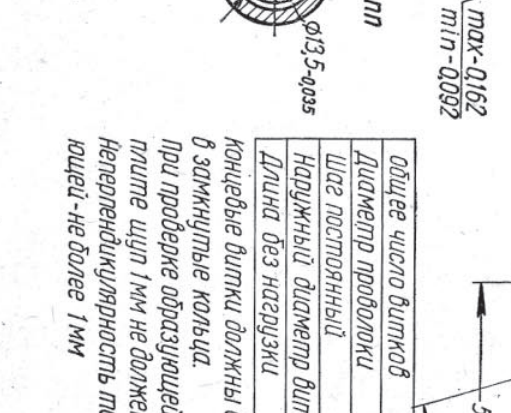 max-0,162
min-0,092
пп
ф13,5-0,035
Общее число витков
Диаметр проволоки
Шаг постоянный
Наружный диаметр вит
Длина без нагрузки
Концевые витки должны
в замкнутые кольца.
При проверке образующей
плите щуп 1мм не долже
Неперпендикулярность
ющей-не более 1мм